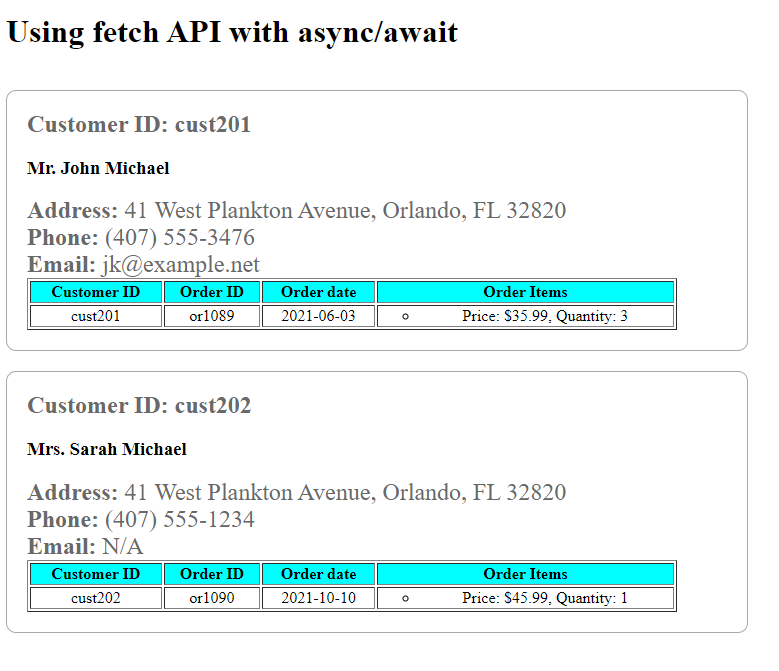 Using fetch API with async/await
Customer ID: cust201
Mr. John Michael
Address: 41 West Plankton Avenue, Orlando, FL 32820
Phone: (407) 555-3476
Email: jk@example.net
Customer ID Order ID Order date Order Items
cust201 or1089 2021-06-03 Price: $35.99, Quantity: 3
Customer ID: cust202
Mrs. Sarah Michael
Address: 41 West Plankton Avenue, Orlando, FL 32820
Phone: (407) 555-1234
Email: N/A
Customer ID Order ID Order date Order Items
cust202 or1090 2021-10-10 Price: $45.99, Quantity: 1